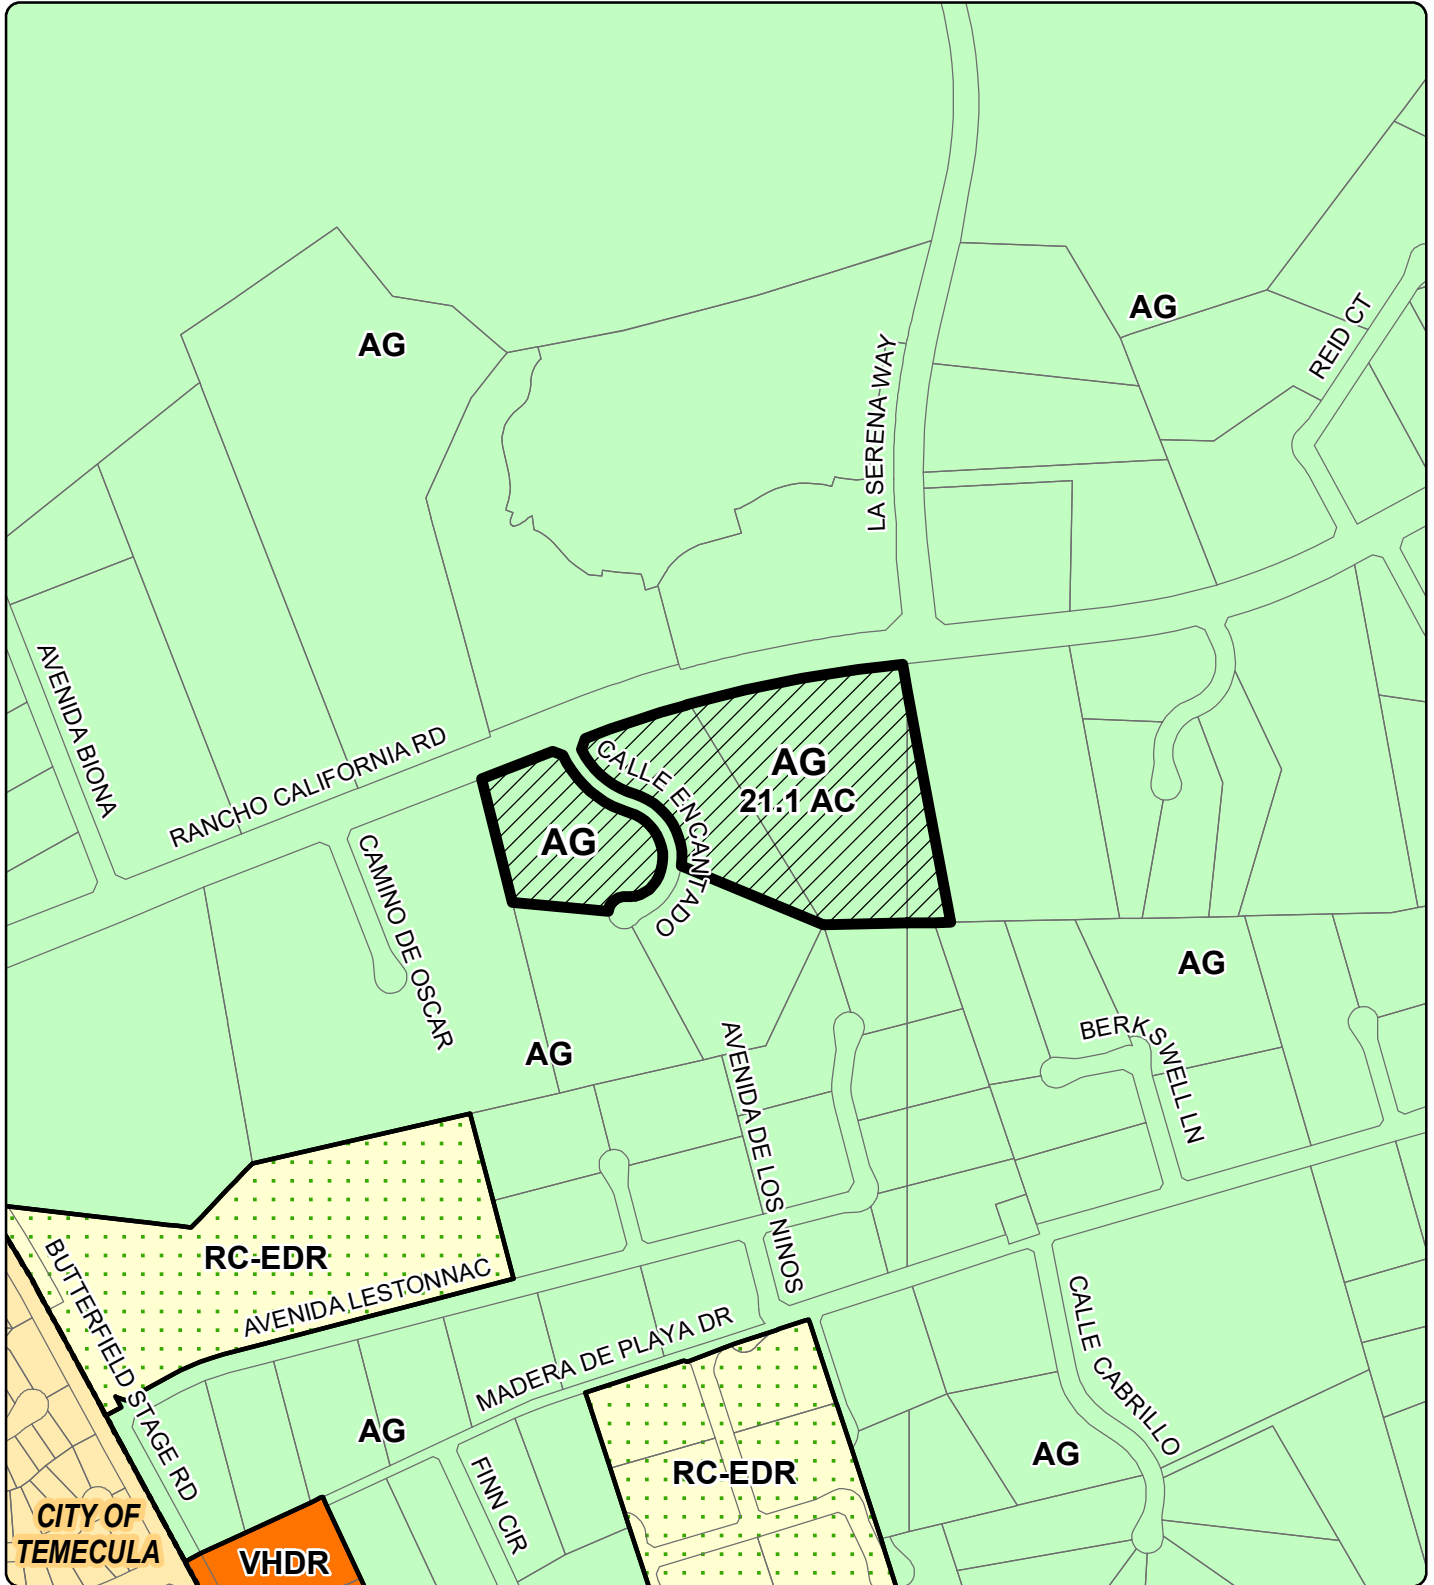 AG
AG
REID CT
LA SERENA WAY
AVENIDA BIONA
RANCHO CALIFORNIA RD
CALLE ENCANTADO
AG
21.1 AC
AG
CAMINO DE OSCAR
AG
BERKSWELL LN
AG
AVENIDA DE LOS NINOS
RC-EDR
BUTTERFIELD STAGE RD
AVENIDA LESTONNAC
MADERA DE PLAYA DR
CALLE CABRILLO
AG
AG
RC-EDR
FINN CIR
CITY OF
TEMECULA
VHDR